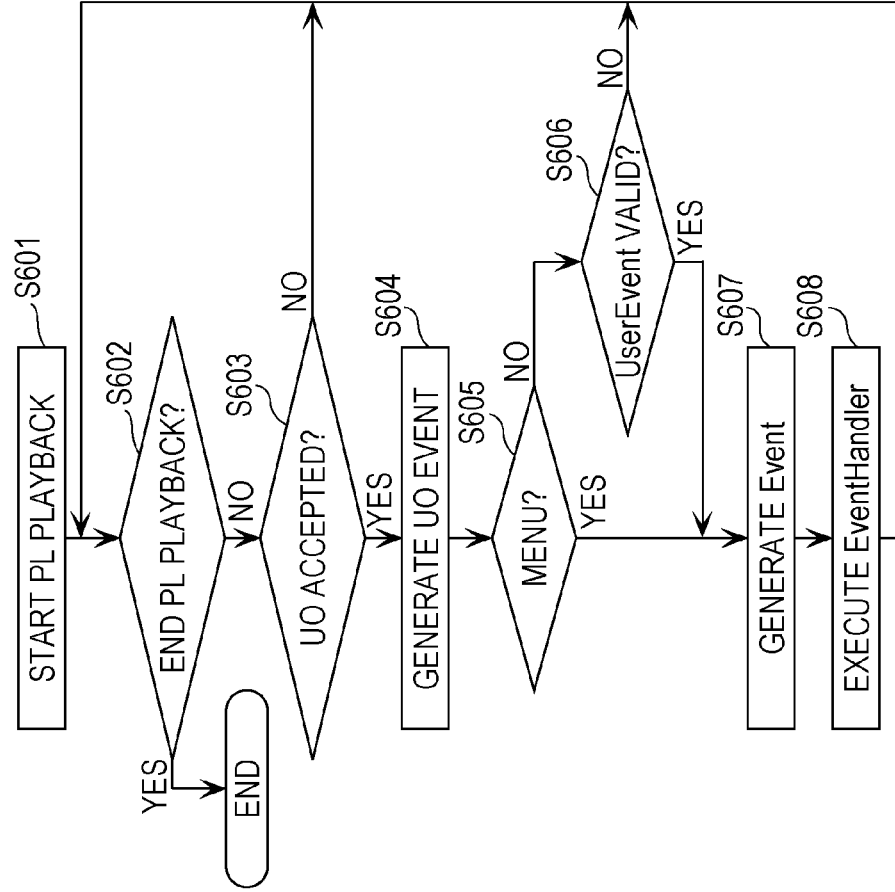 START PL PLAYBACK
S601
END PL PLAYBACK?
S602
YES
NO
END
UO ACCEPTED?
S603
NO
YES
GENERATE UO EVENT
S604
MENU?
S605
NO
YES
UserEvent VALID?
S606
NO
YES
GENERATE Event
S607
EXECUTE EventHandler
S608